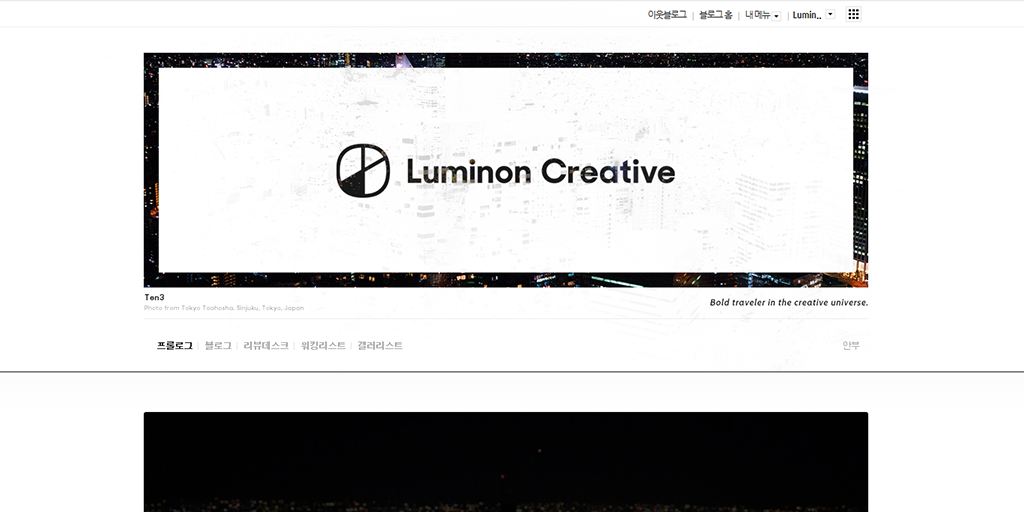 이웃블로그 | 블로그 홈 | 내 메뉴 | Lumin..
Luminon Creative
Ten3
Photo from Tokyo Toohosha, Sinjuku, Tokyo, Japan
Bold traveler in the creative universe.
프롤로그 | 블로그 | 리뷰데스크 | 워킹리스트 | 갤러리스트
안부